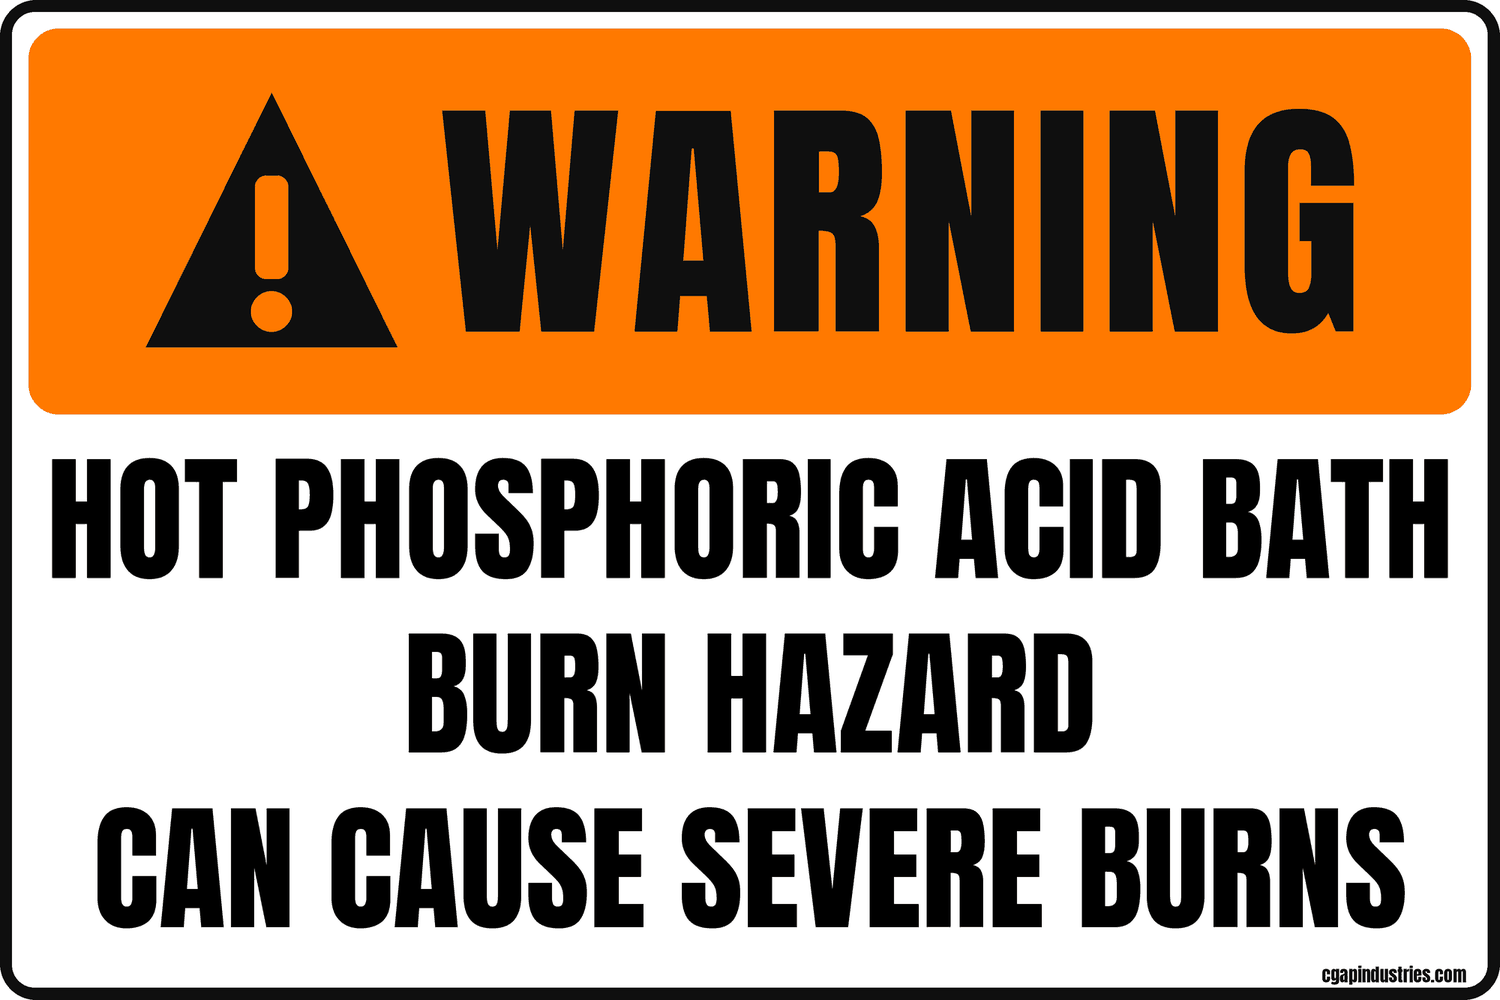 WARNING
HOT PHOSPHORIC ACID BATH
BURN HAZARD
CAN CAUSE SEVERE BURNS
cgapindustries.com